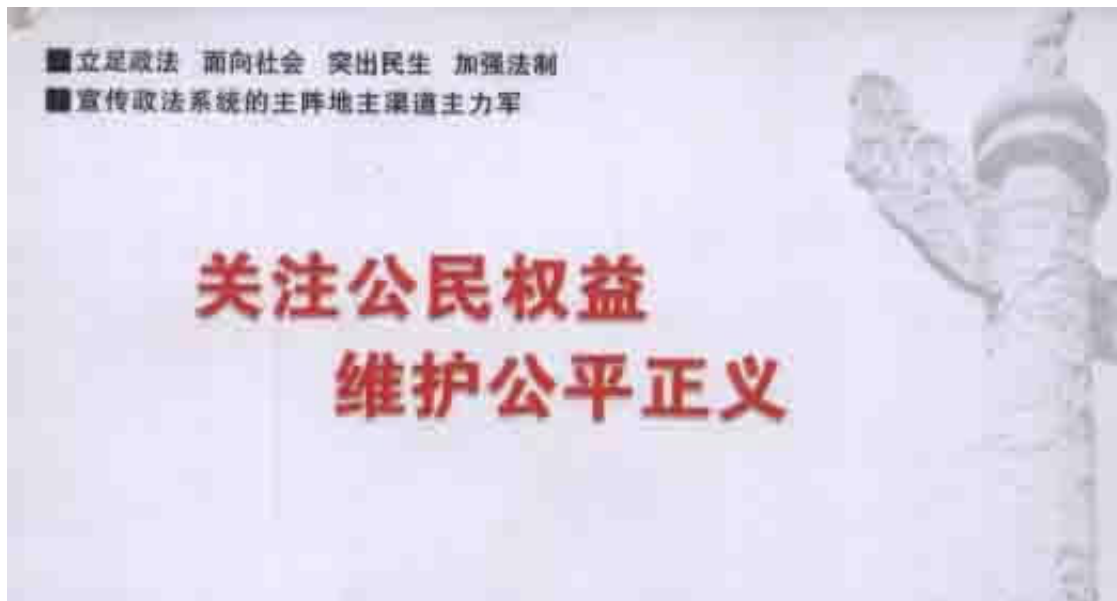 ■立足政法 面向社会 突出民生 加强法制
■宣传政法系统的主阵地主渠道主力军
关注公民权益
维护公平正义